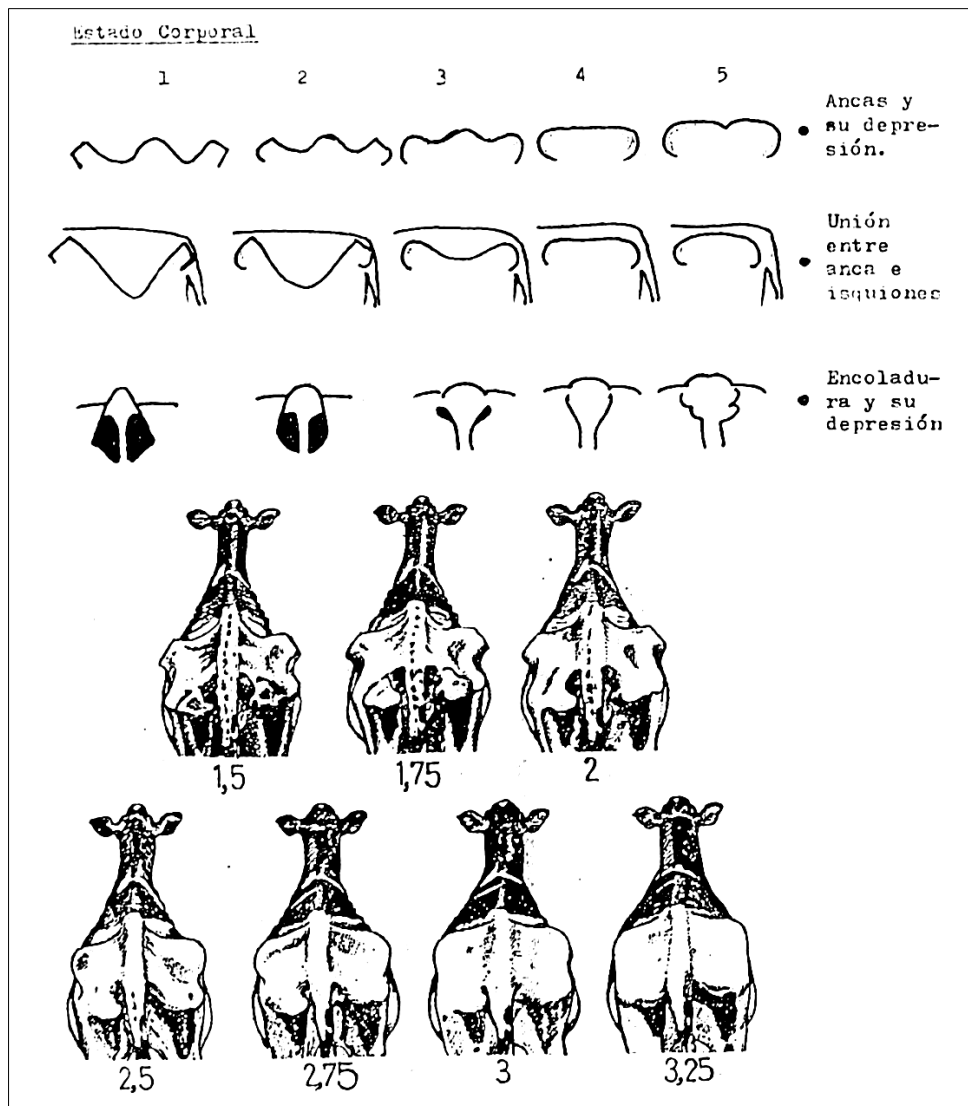 Estado Corporal
1 2 3 4 5
Ancas y
su depre-
sión.
Unión
entre
anca e
isquiones
Encoladu-
ra y su
depresión
1,5 1,75 2
2,5 2,75 3 3,25